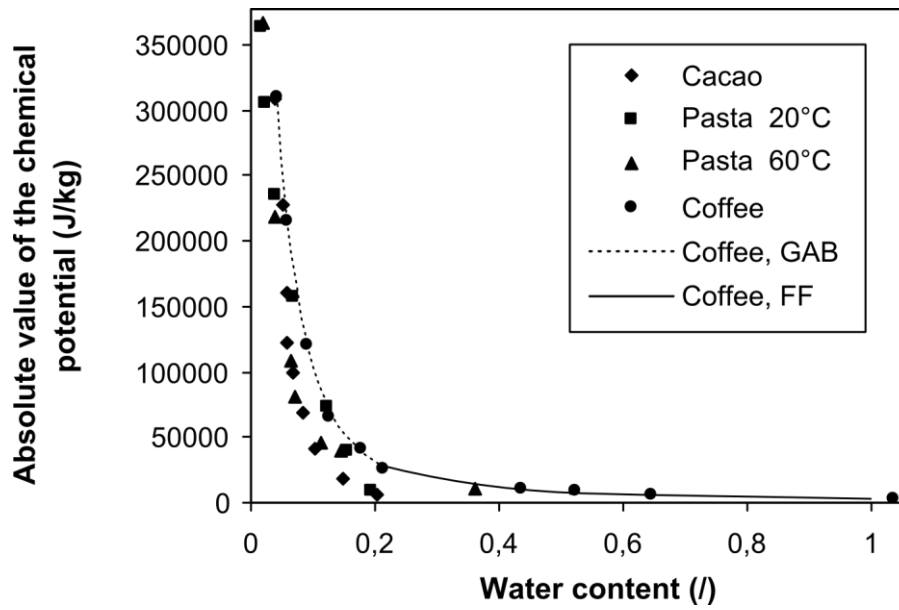 Absolute value of the chemical
potential (J/kg)
350000
300000
250000
200000
150000
100000
50000
0
Cacao
Pasta 20°C
Pasta 60°C
Coffee
Coffee, GAB
Coffee, FF
0 0,2 0,4 0,6 0,8 1
Water content (/)